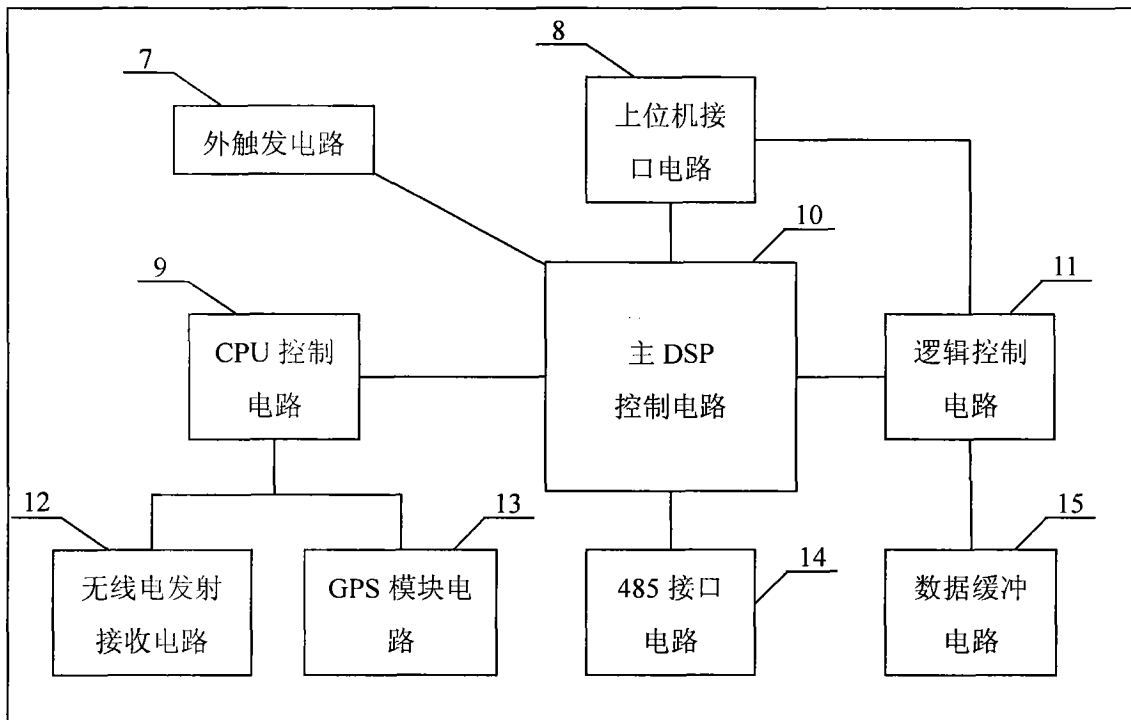 7
外触发电路
8
上位机接
口电路
9
CPU 控制
电路
10
主 DSP
控制电路
11
逻辑控制
电路
12
无线电发射
接收电路
13
GPS 模块电
路
14
485 接口
电路
15
数据缓冲
电路